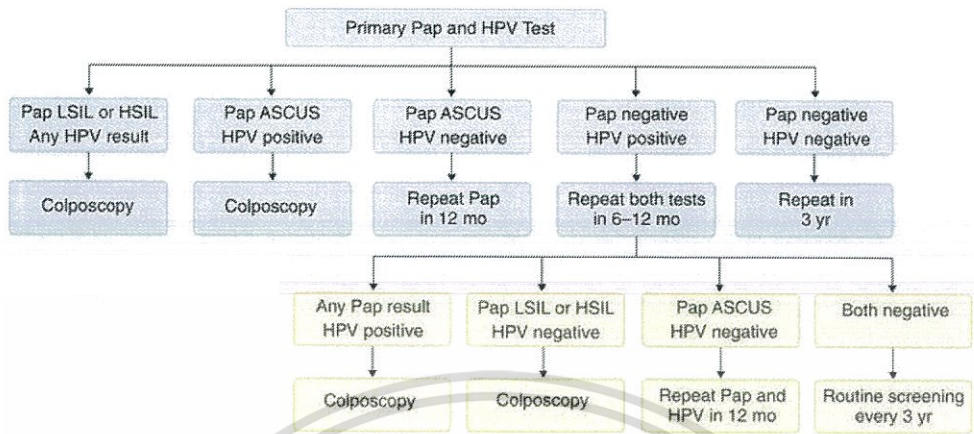 Primary Pap and HPV Test
Pap LSIL or HSIL
Any HPV result
Pap ASCUS
HPV positive
Pap ASCUS
HPV negative
Pap negative
HPV positive
Pap negative
HPV negative
Colposcopy
Colposcopy
Repeat Pap
in 12 mo
Repeat both tests
in 6–12 mo
Repeat in
3 yr
Any Pap result
HPV positive
Pap LSIL or HSIL
HPV negative
Pap ASCUS
HPV negative
Both negative
Colposcopy
Colposcopy
Repeat Pap and
HPV in 12 mo
Routine screening
every 3 yr